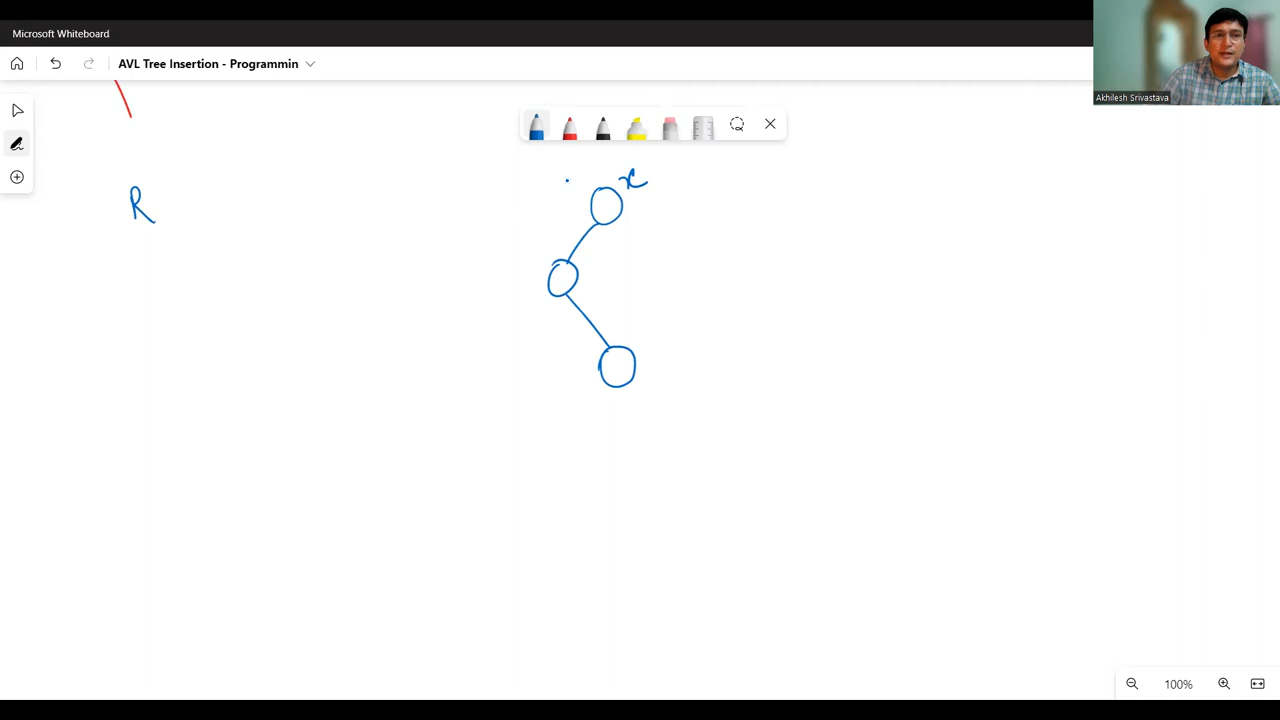 Microsoft Whiteboard
AVL Tree Insertion - Programmin
Akhilesh Srivastava
x
R
100%